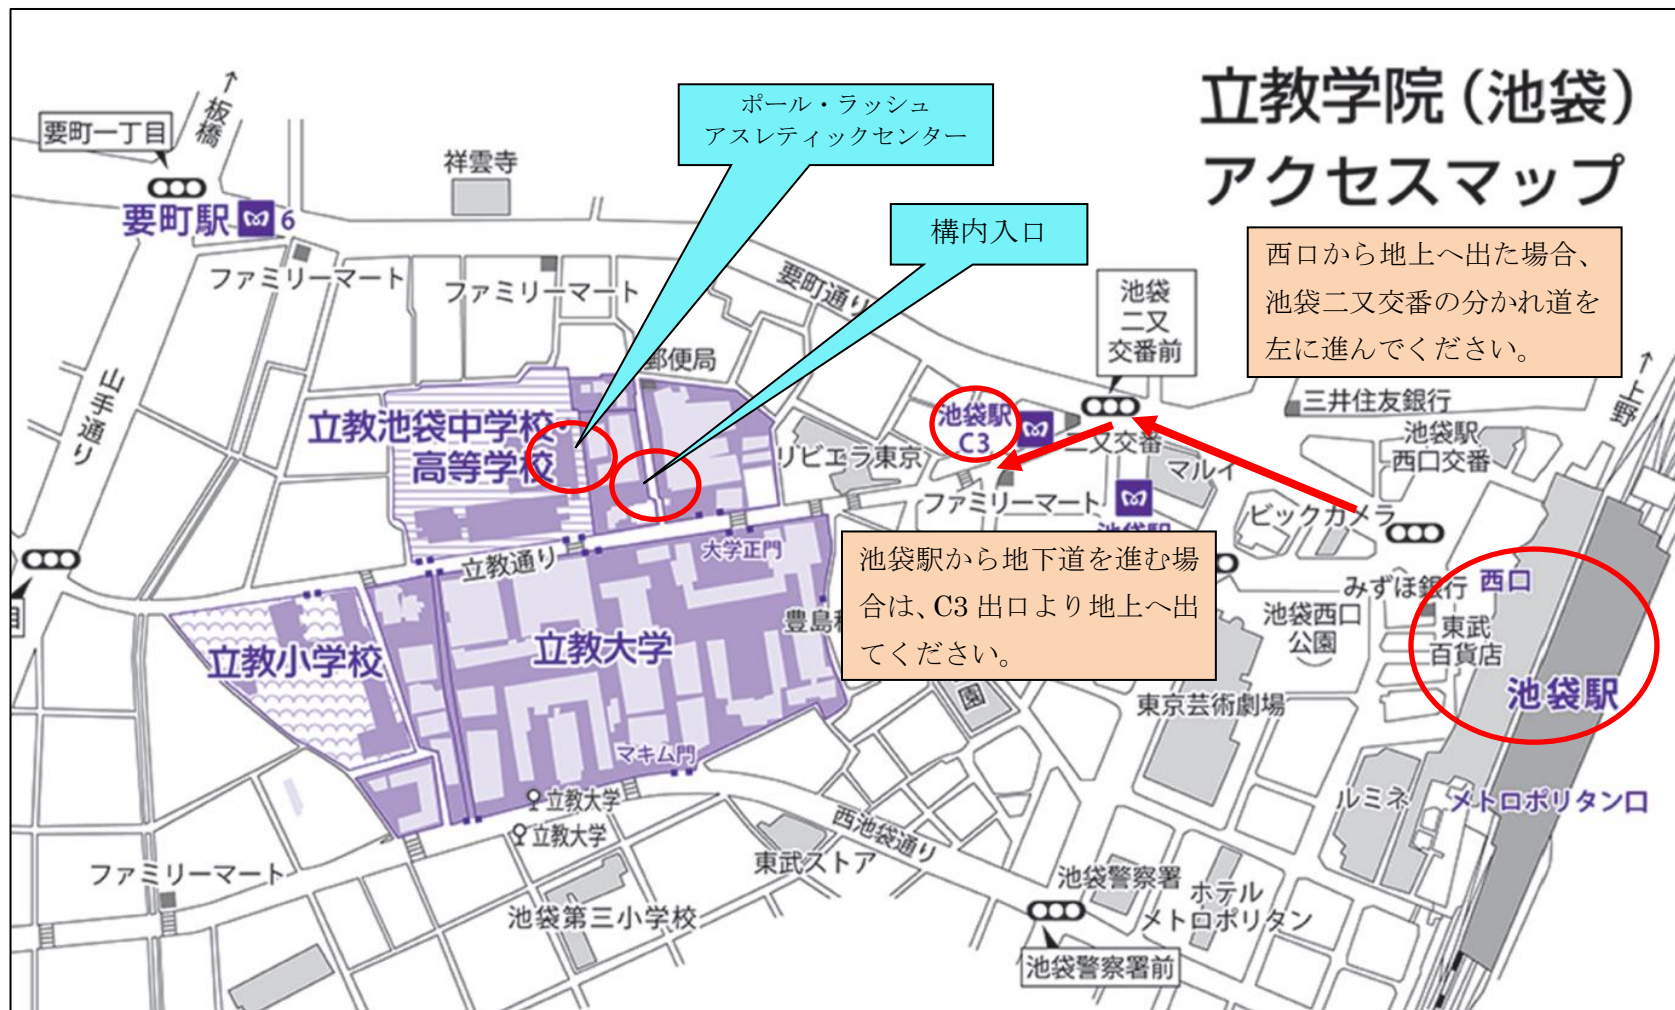 立教学院（池袋）
アクセスマップ
ポール・ラッシュ
アスレティックセンター
構内入口
西口から地上へ出た場合、
池袋二又交番の分かれ道を
左に進んでください。
池袋駅から地下道を進む場
合は、C3 出口より地上へ出
てください。
↑板橋
要町一丁目
要町駅 6
祥雲寺
ファミリーマート
ファミリーマート
要町通り
池袋
二又
交番前
山手通り
郵便局
立教池袋中学校・
高等学校
池袋駅
C3
二又交番
リビエラ東京
ファミリーマート
マルイ
三井住友銀行
池袋駅
西口交番
↑上野
ビックカメラ
みずほ銀行
西口
東武
百貨店
池袋西口
公園
池袋駅
大学正門
立教通り
立教小学校
立教大学
豊島
園
東京芸術劇場
マキム門
立教大学
立教大学
西池袋通り
ルミネ
メトロポリタン口
ファミリーマート
東武ストア
池袋第三小学校
池袋警察署
ホテル
メトロポリタン
池袋警察署前